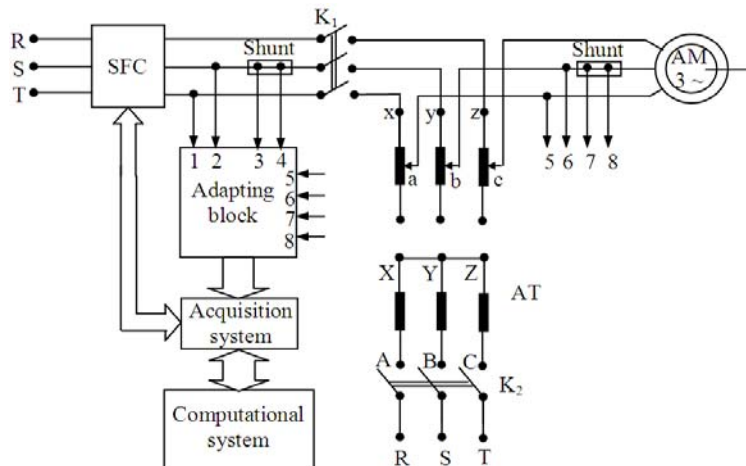 K1
R
S
T
SFC
Shunt
Shunt
AM
3 ~
x
y
z
a
b
c
1
2
3
4
5
6
7
8
5
6
7
8
Adapting
block
X
Y
Z
AT
Acquisition
system
A
B
C
K2
Computational
system
R
S
T